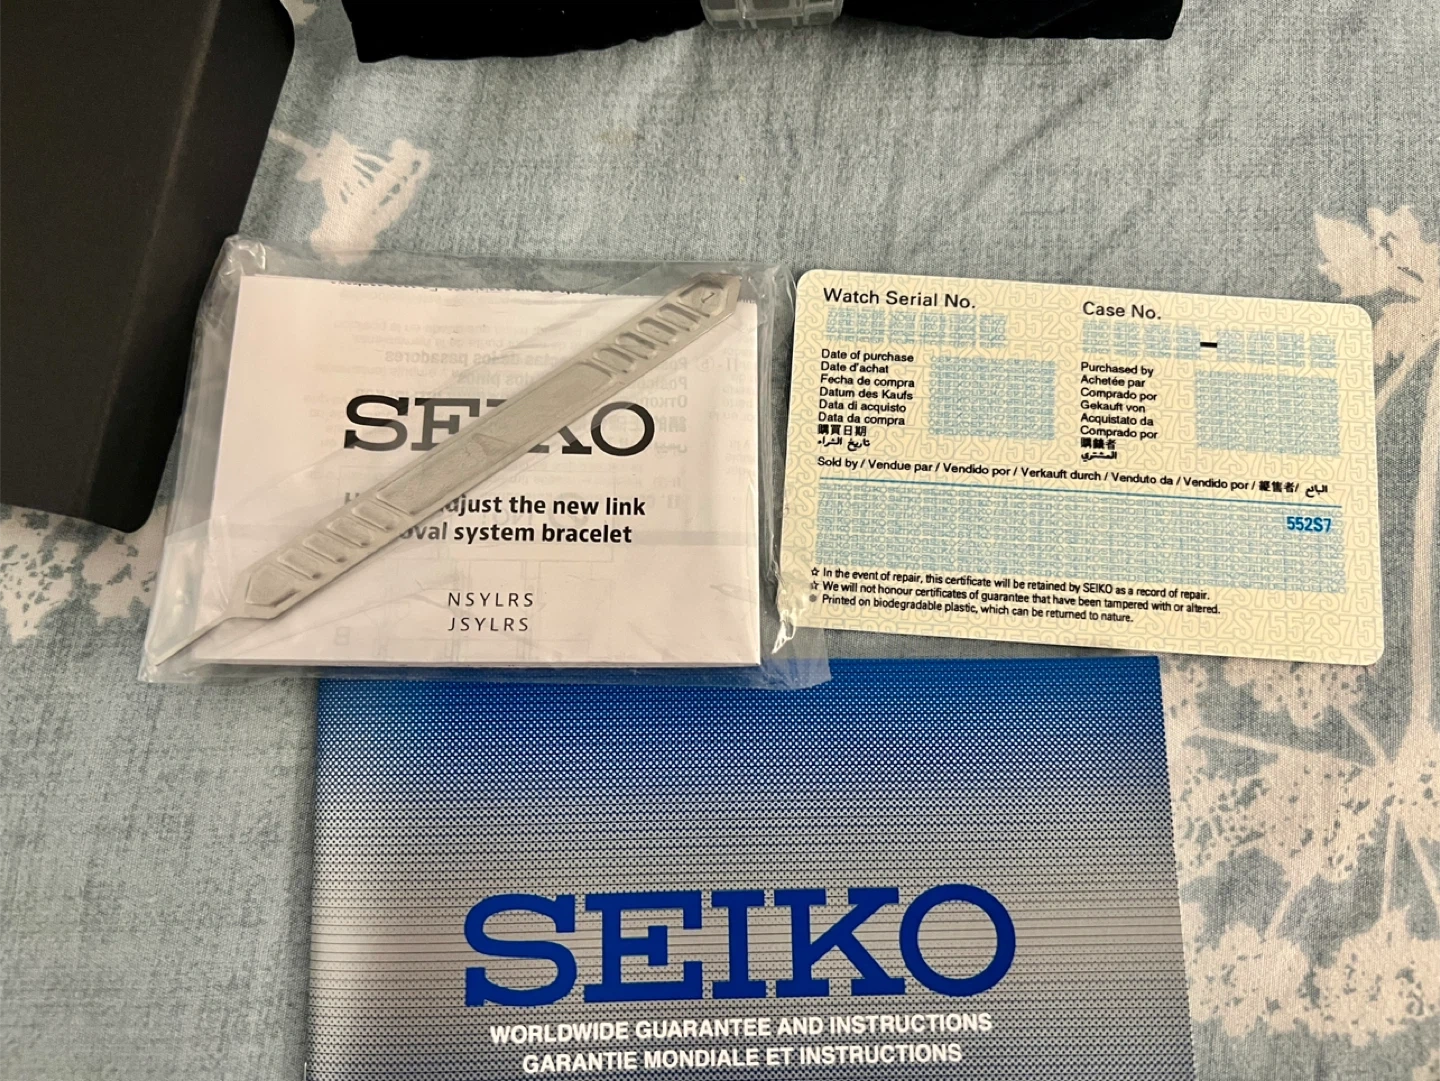 SEIKO
djust the new link
oval system bracelet
NSYLRS
JSYLRS
Watch Serial No.
Case No.
Date of purchase
Date d'achat
Fecha de compra
Datum des Kaufs
Data di acquisto
Data da compra
購買日期
تاريخ الشراء
Purchased by
Achetée par
Comprado por
Gekauft von
Acquistato da
Comprado por
購錶者
المشتري
Sold by / Vendue par / Vendido por / Verkauft durch / Venduto da / Vendido por / 經售者/ البائع
552S7
☆ In the event of repair, this certificate will be retained by SEIKO as a record of repair.
☆ We will not honour certificates of guarantee that have been tampered with or altered.
Printed on biodegradable plastic, which can be returned to nature.
SEIKO
WORLDWIDE GUARANTEE AND INSTRUCTIONS
GARANTIE MONDIALE ET INSTRUCTIONS